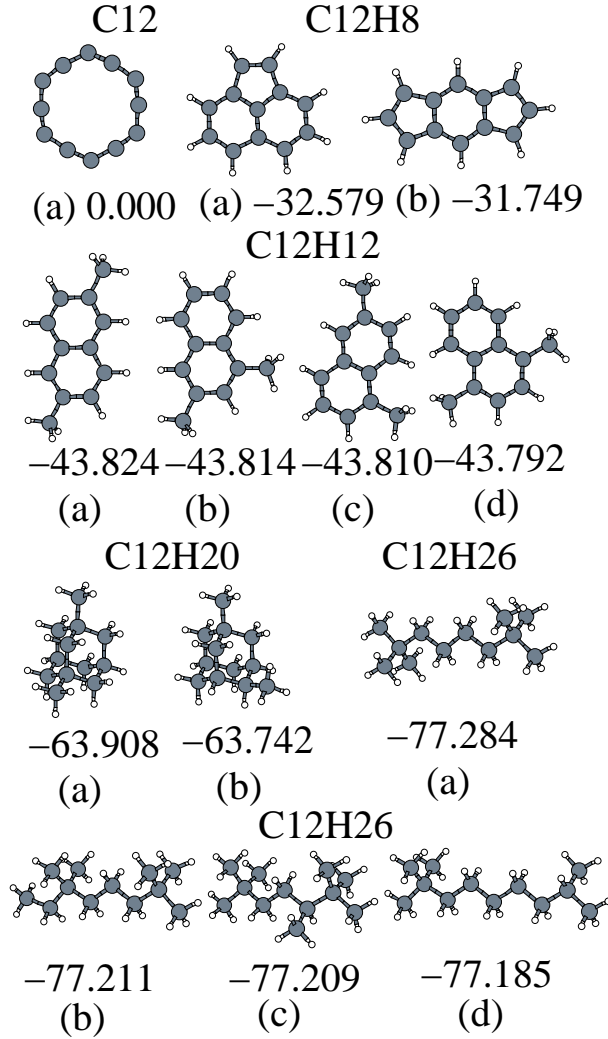 C12 C12H8
(a) 0.000 (a) −32.579 (b) −31.749
C12H12
−43.824 −43.814 −43.810 −43.792
(a) (b) (c) (d)
C12H20 C12H26
−63.908 −63.742 −77.284
(a) (b) (a)
C12H26
−77.211 −77.209 −77.185
(b) (c) (d)